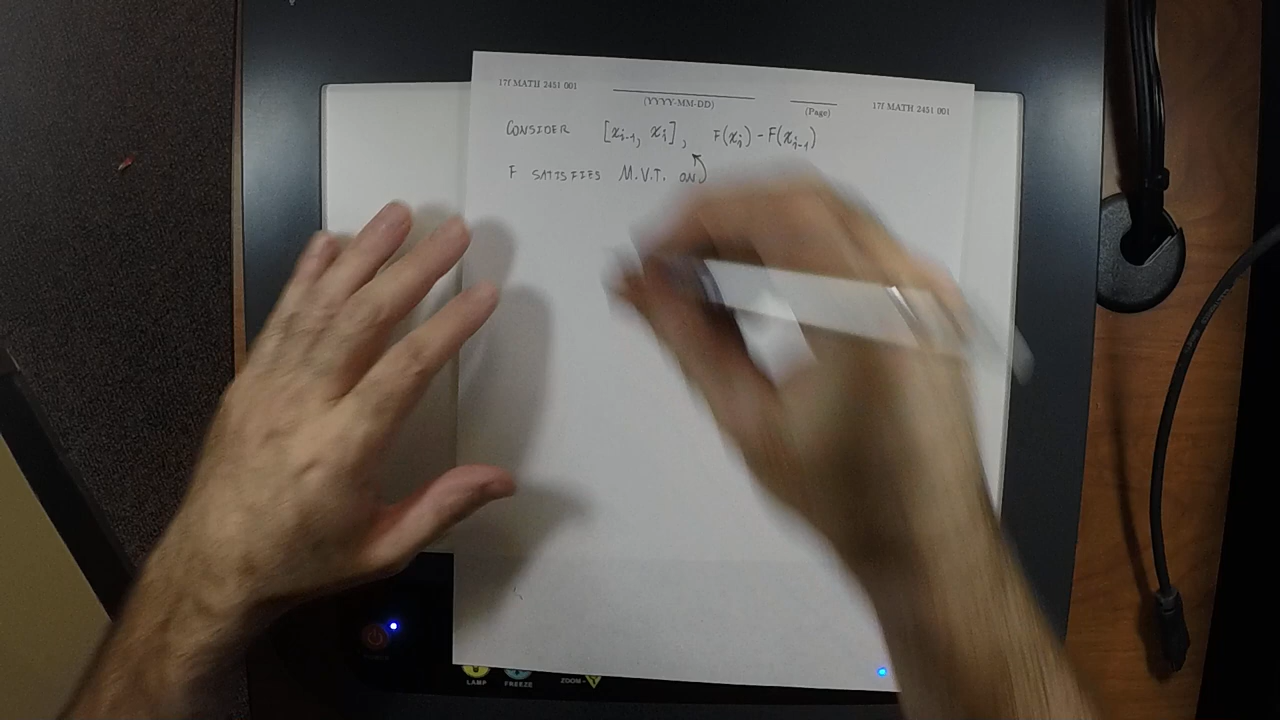 17f MATH 2451 001
(YYYY-MM-DD)
(Page)
17f MATH 2451 001
CONSIDER [x_{i-1}, x_i], F(x_i) - F(x_{i-1})
F SATISFIES M.V.T. ON
LAMP
FREEZE
ZOOM